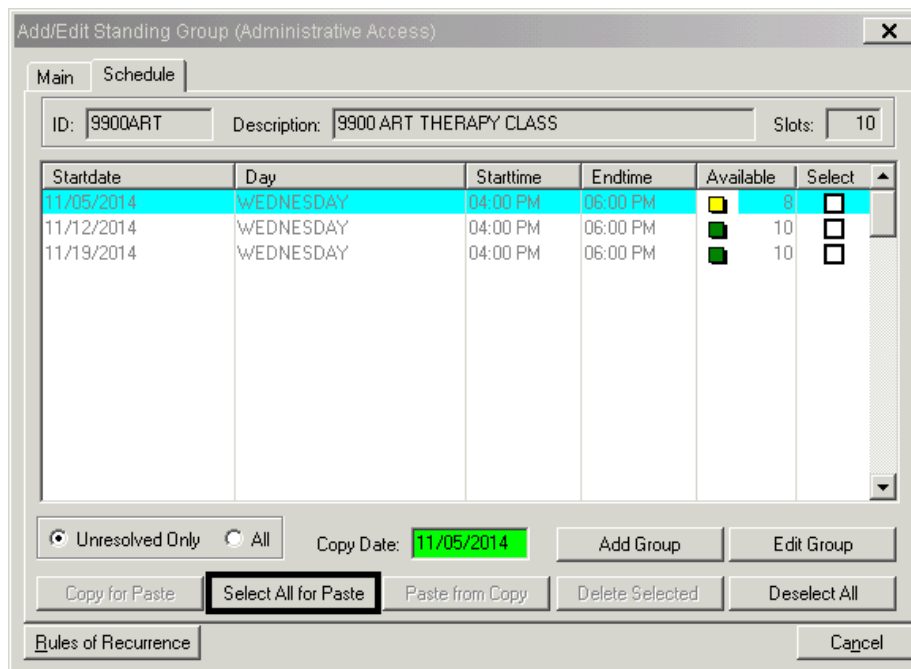 Add/Edit Standing Group (Administrative Access)
Main Schedule
ID: 9900ART Description: 9900 ART THERAPY CLASS Slots: 10
Startdate Day Starttime Endtime Available Select
11/05/2014 WEDNESDAY 04:00 PM 06:00 PM 8
11/12/2014 WEDNESDAY 04:00 PM 06:00 PM 10
11/19/2014 WEDNESDAY 04:00 PM 06:00 PM 10
Unresolved Only All Copy Date: 11/05/2014 Add Group Edit Group
Copy for Paste Select All for Paste Paste from Copy Delete Selected Deselect All
Rules of Recurrence Cancel